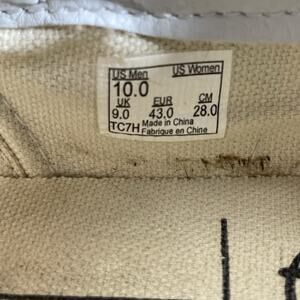 US Men US Women
10.0
UK EUR CM
9.0 43.0 28.0
TC7H Made in China
Fabrique en Chine